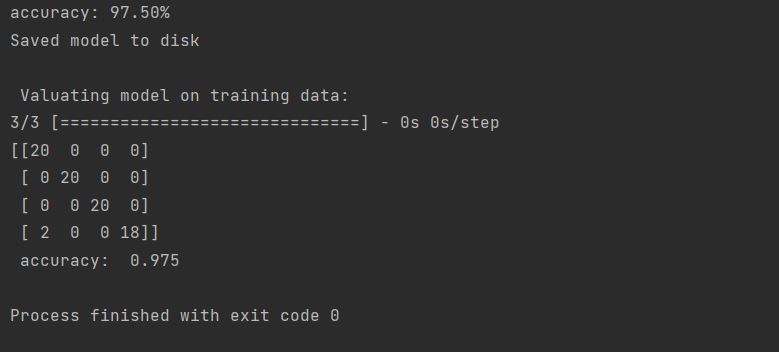 accuracy: 97.50%
Saved model to disk
 Valuating model on training data:
3/3 [==============================] - 0s 0s/step
[[20  0  0  0]
 [ 0 20  0  0]
 [ 0  0 20  0]
 [ 2  0  0 18]]
 accuracy:  0.975
Process finished with exit code 0